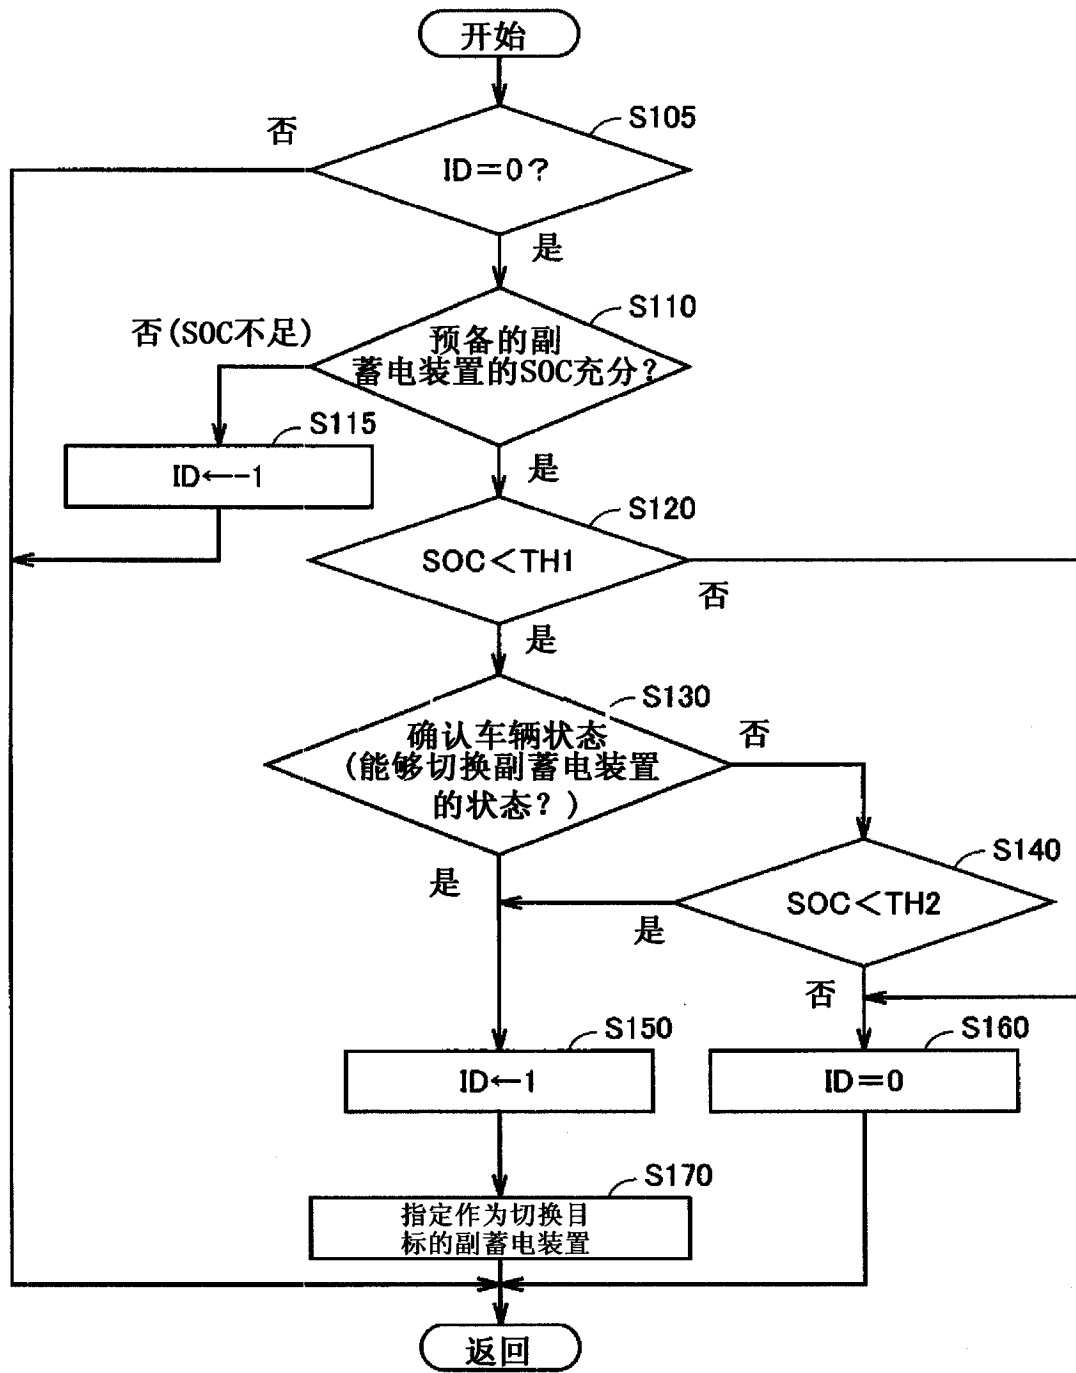 开始
S105
否
ID=0?
是
S110
否(SOC不足)
预备的副
蓄电装置的SOC充分?
S115
ID←-1
是
S120
SOC<TH1
否
是
S130
确认车辆状态
(能够切换副蓄电装置
的状态?)
否
S140
SOC<TH2
是
是
否
S150
ID←1
S160
ID=0
S170
指定作为切换目
标的副蓄电装置
返回